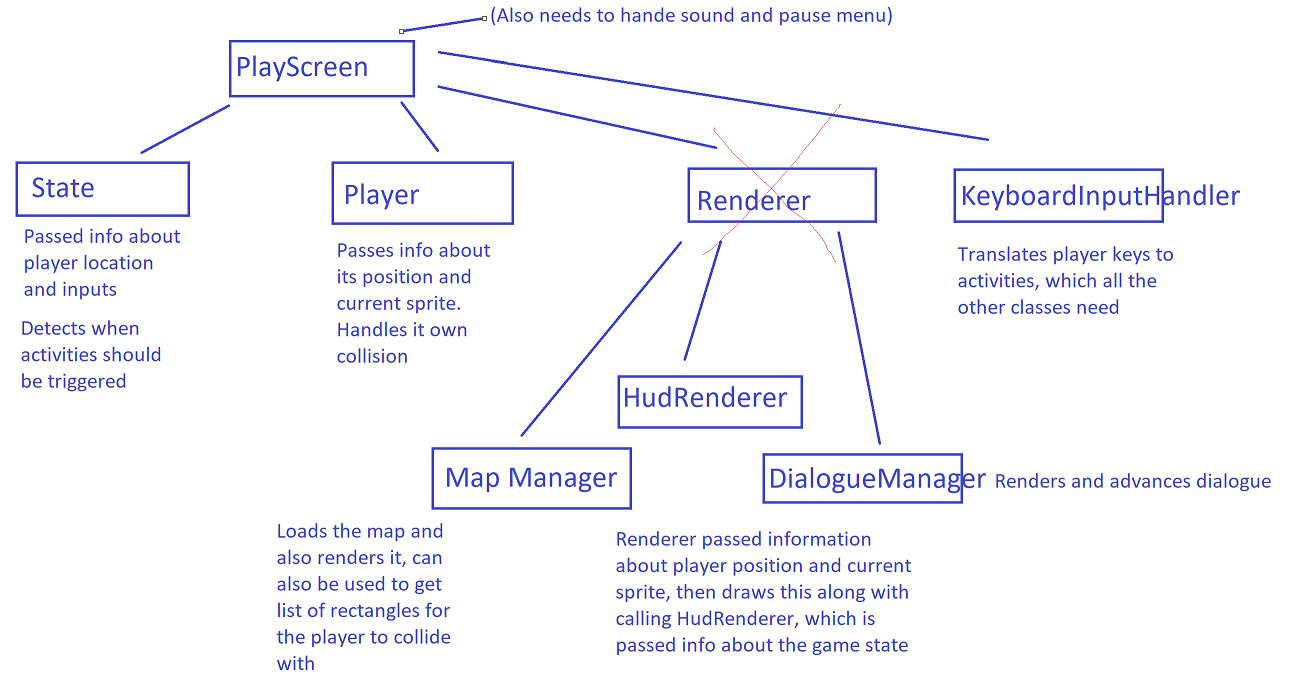 (Also needs to hande sound and pause menu)
PlayScreen
State
Player
Renderer
KeyboardInputHandler
Passed info about
player location
and inputs
Detects when
activities should
be triggered
Passes info about
its position and
current sprite.
Handles it own
collision
Translates player keys to
activities, which all the
other classes need
HudRenderer
Map Manager
DialogueManager
Renders and advances dialogue
Loads the map and
also renders it, can
also be used to get
list of rectangles for
the player to collide
with
Renderer passed information
about player position and current
sprite, then draws this along with
calling HudRenderer, which is
passed info about the game state